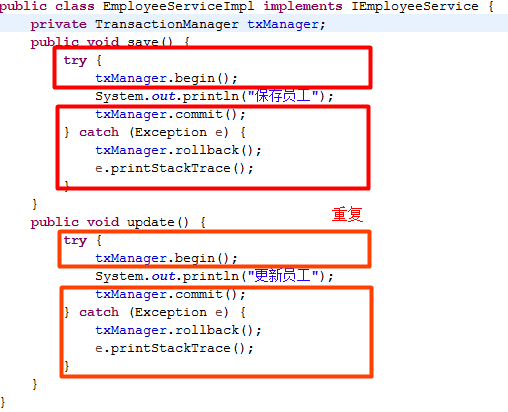 public class EmployeeServiceImpl implements IEmployeeService {
    private TransactionManager txManager;
    public void save() {
        try {
            txManager.begin();
            System.out.println("保存员工");
            txManager.commit();
        } catch (Exception e) {
            txManager.rollback();
            e.printStackTrace();
        }
    }
重复
    public void update() {
        try {
            txManager.begin();
            System.out.println("更新员工");
            txManager.commit();
        } catch (Exception e) {
            txManager.rollback();
            e.printStackTrace();
        }
    }
}